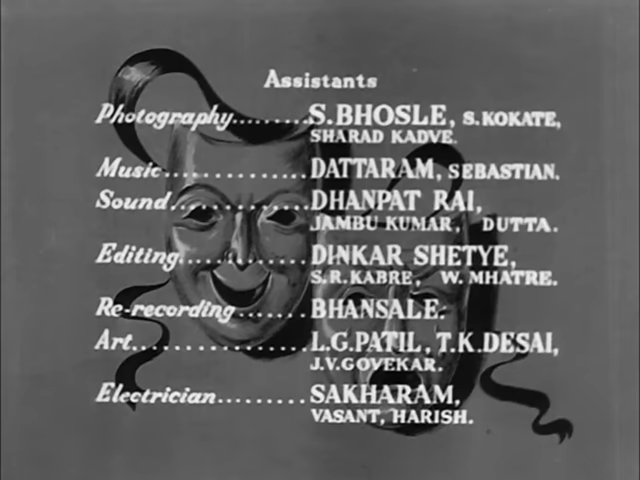 Assistants
Photography........S.BHOSLE, S.KOKATE,
SHARAD KADVE.
Music..............DATTARAM, SEBASTIAN.
Sound..............DHANPAT RAI,
JAMBU KUMAR, DUTTA.
Editing............DINKAR SHETYE,
S.R.KABRE, W.MHATRE.
Re-recording.......BHANSALE.
Art................L.G.PATIL, T.K.DESAI,
J.V.GOVEKAR.
Electrician.........SAKHARAM,
VASANT, HARISH.